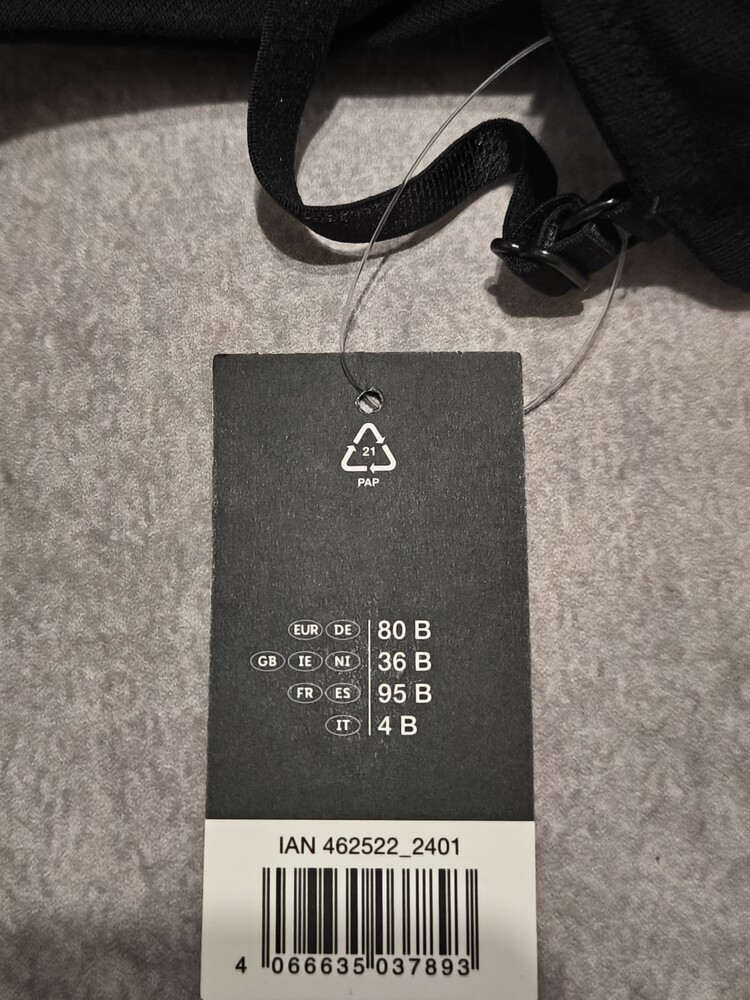 21
PAP
EUR DE 80 B
GB IE NI 36 B
FR ES 95 B
IT 4 B
IAN 462522_2401
4 066635 037893